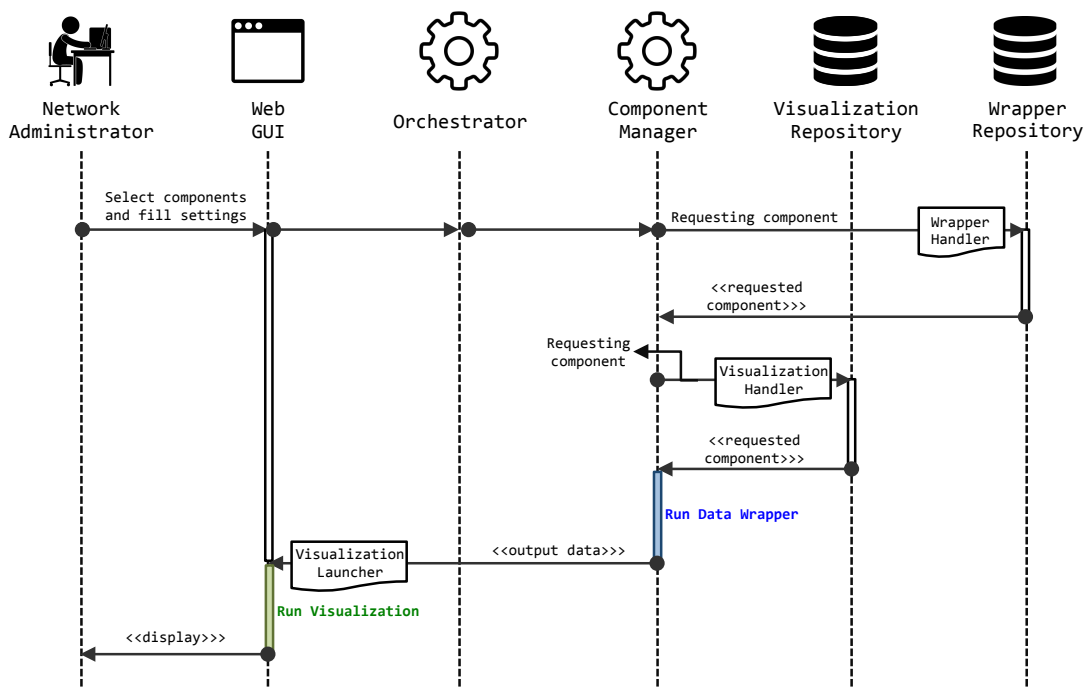 Network
Administrator
Web
GUI
Orchestrator
Component
Manager
Visualization
Repository
Wrapper
Repository
Select components
and fill settings
Requesting component
Wrapper
Handler
<<requested
component>>>
Requesting
component
Visualization
Handler
<<requested
component>>>
Run Data Wrapper
<<output data>>>
Visualization
Launcher
Run Visualization
<<display>>>